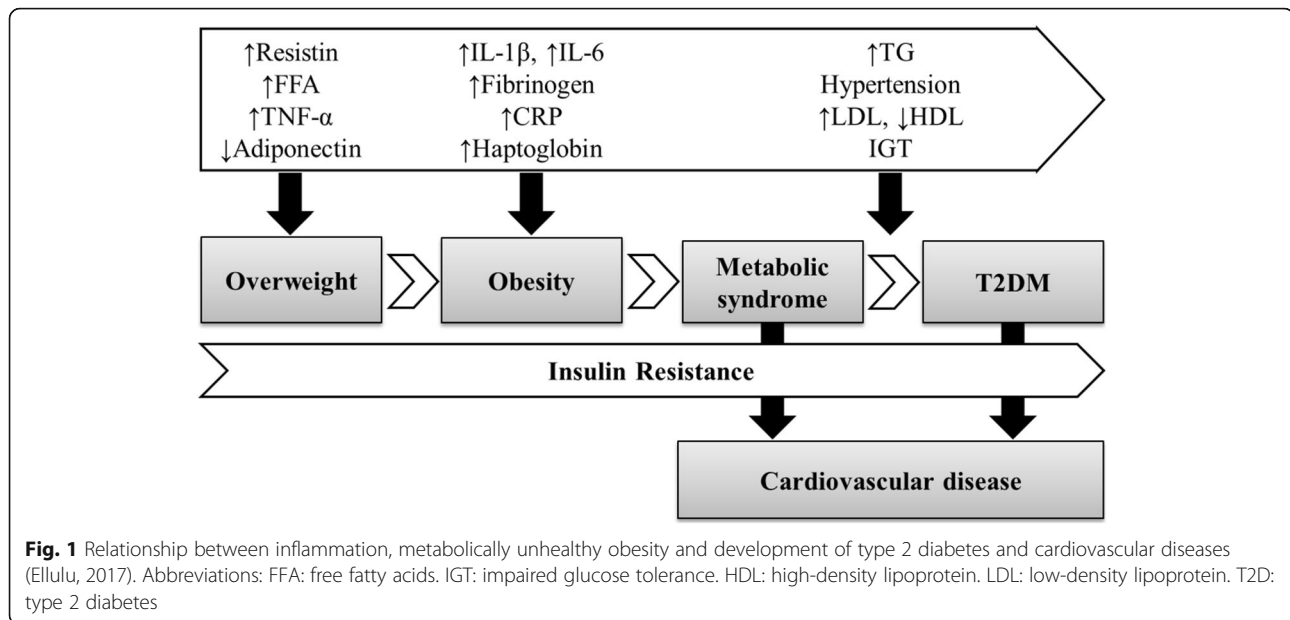 ↑Resistin
↑FFA
↑TNF-α
↓Adiponectin
↑IL-1β, ↑IL-6
↑Fibrinogen
↑CRP
↑Haptoglobin
↑TG
Hypertension
↑LDL, ↓HDL
IGT
Overweight
Obesity
Metabolic
syndrome
T2DM
Insulin Resistance
Cardiovascular disease
Fig. 1 Relationship between inflammation, metabolically unhealthy obesity and development of type 2 diabetes and cardiovascular diseases
(Ellulu, 2017). Abbreviations: FFA: free fatty acids. IGT: impaired glucose tolerance. HDL: high-density lipoprotein. LDL: low-density lipoprotein. T2D:
type 2 diabetes